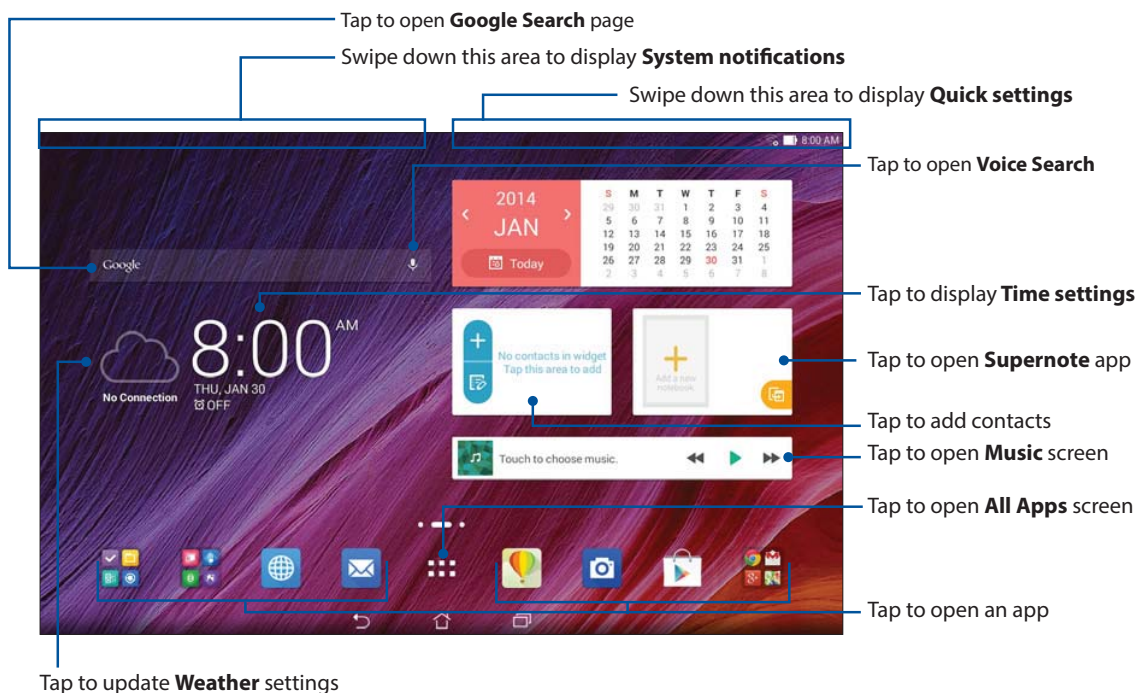 Tap to open Google Search page
Swipe down this area to display System notifications
Swipe down this area to display Quick settings
8:00 AM
Tap to open Voice Search
2014
JAN
Today
S M T W T F S
29 30 31 1 2 3 4
5 6 7 8 9 10 11
12 13 14 15 16 17 18
19 20 21 22 23 24 25
26 27 28 29 30 31 1
2 3 4 5 6 7 8
Google
Tap to display Time settings
8:00 AM
THU, JAN 30
OFF
No Connection
No contacts in widget
Tap this area to add
Add a new
notebook
Tap to open Supernote app
Tap to add contacts
Touch to choose music.
Tap to open Music screen
Tap to open All Apps screen
Tap to open an app
Tap to update Weather settings